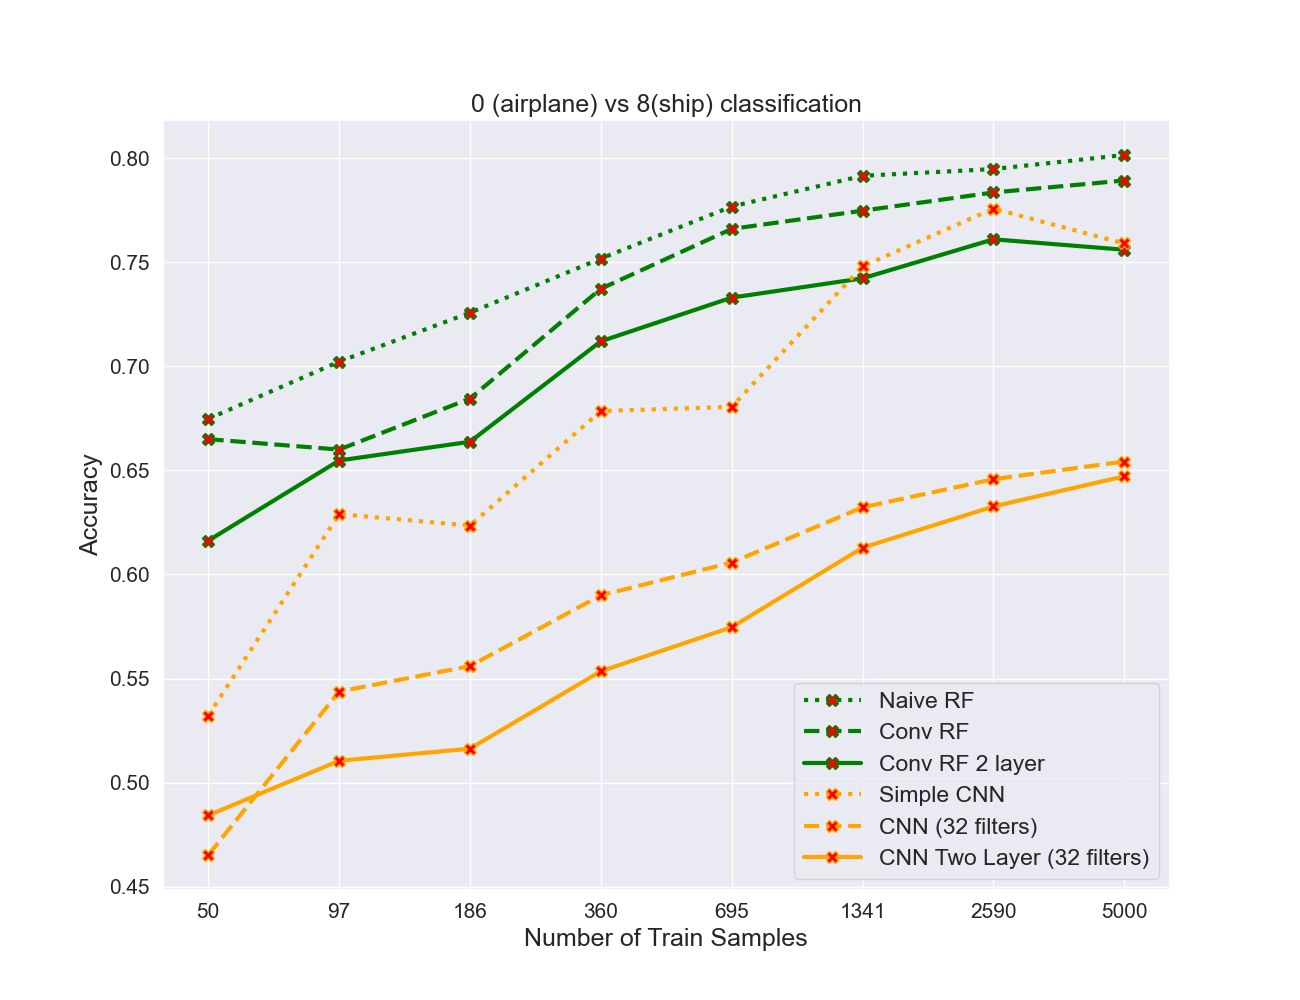 0 (airplane) vs 8(ship) classification
Accuracy
0.80
0.75
0.70
0.65
0.60
0.55
0.50
0.45
50 97 186 360 695 1341 2590 5000
Number of Train Samples
Naive RF
Conv RF
Conv RF 2 layer
Simple CNN
CNN (32 filters)
CNN Two Layer (32 filters)